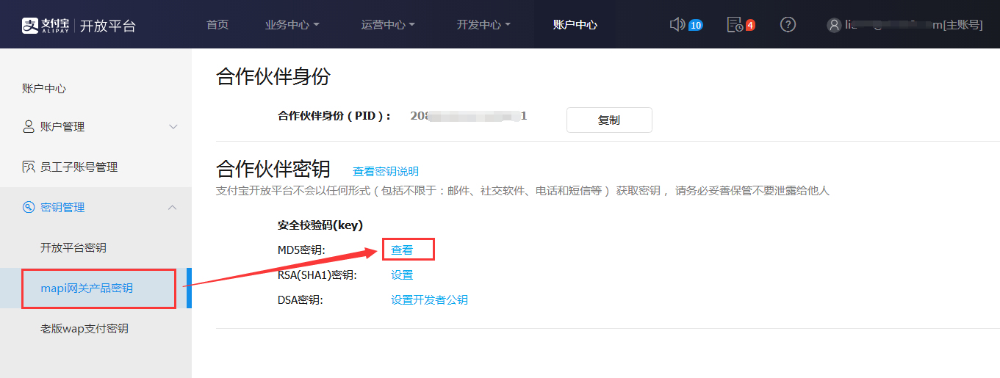 支付宝 ALIPAY 开放平台 首页 业务中心 运营中心 开发中心 账户中心 10 4 ? m[主账号]
账户中心
账户管理
员工子账号管理
密钥管理
开放平台密钥
mapi网关产品密钥
老版wap支付密钥
合作伙伴身份
合作伙伴身份（PID）: 复制
合作伙伴密钥 查看密钥说明
支付宝开放平台不会以任何形式（包括不限于：邮件、社交软件、电话和短信等） 获取密钥 ，请务必妥善保管不要泄露给他人
安全校验码(key)
MD5密钥: 查看
RSA(SHA1)密钥: 设置
DSA密钥: 设置开发者公钥